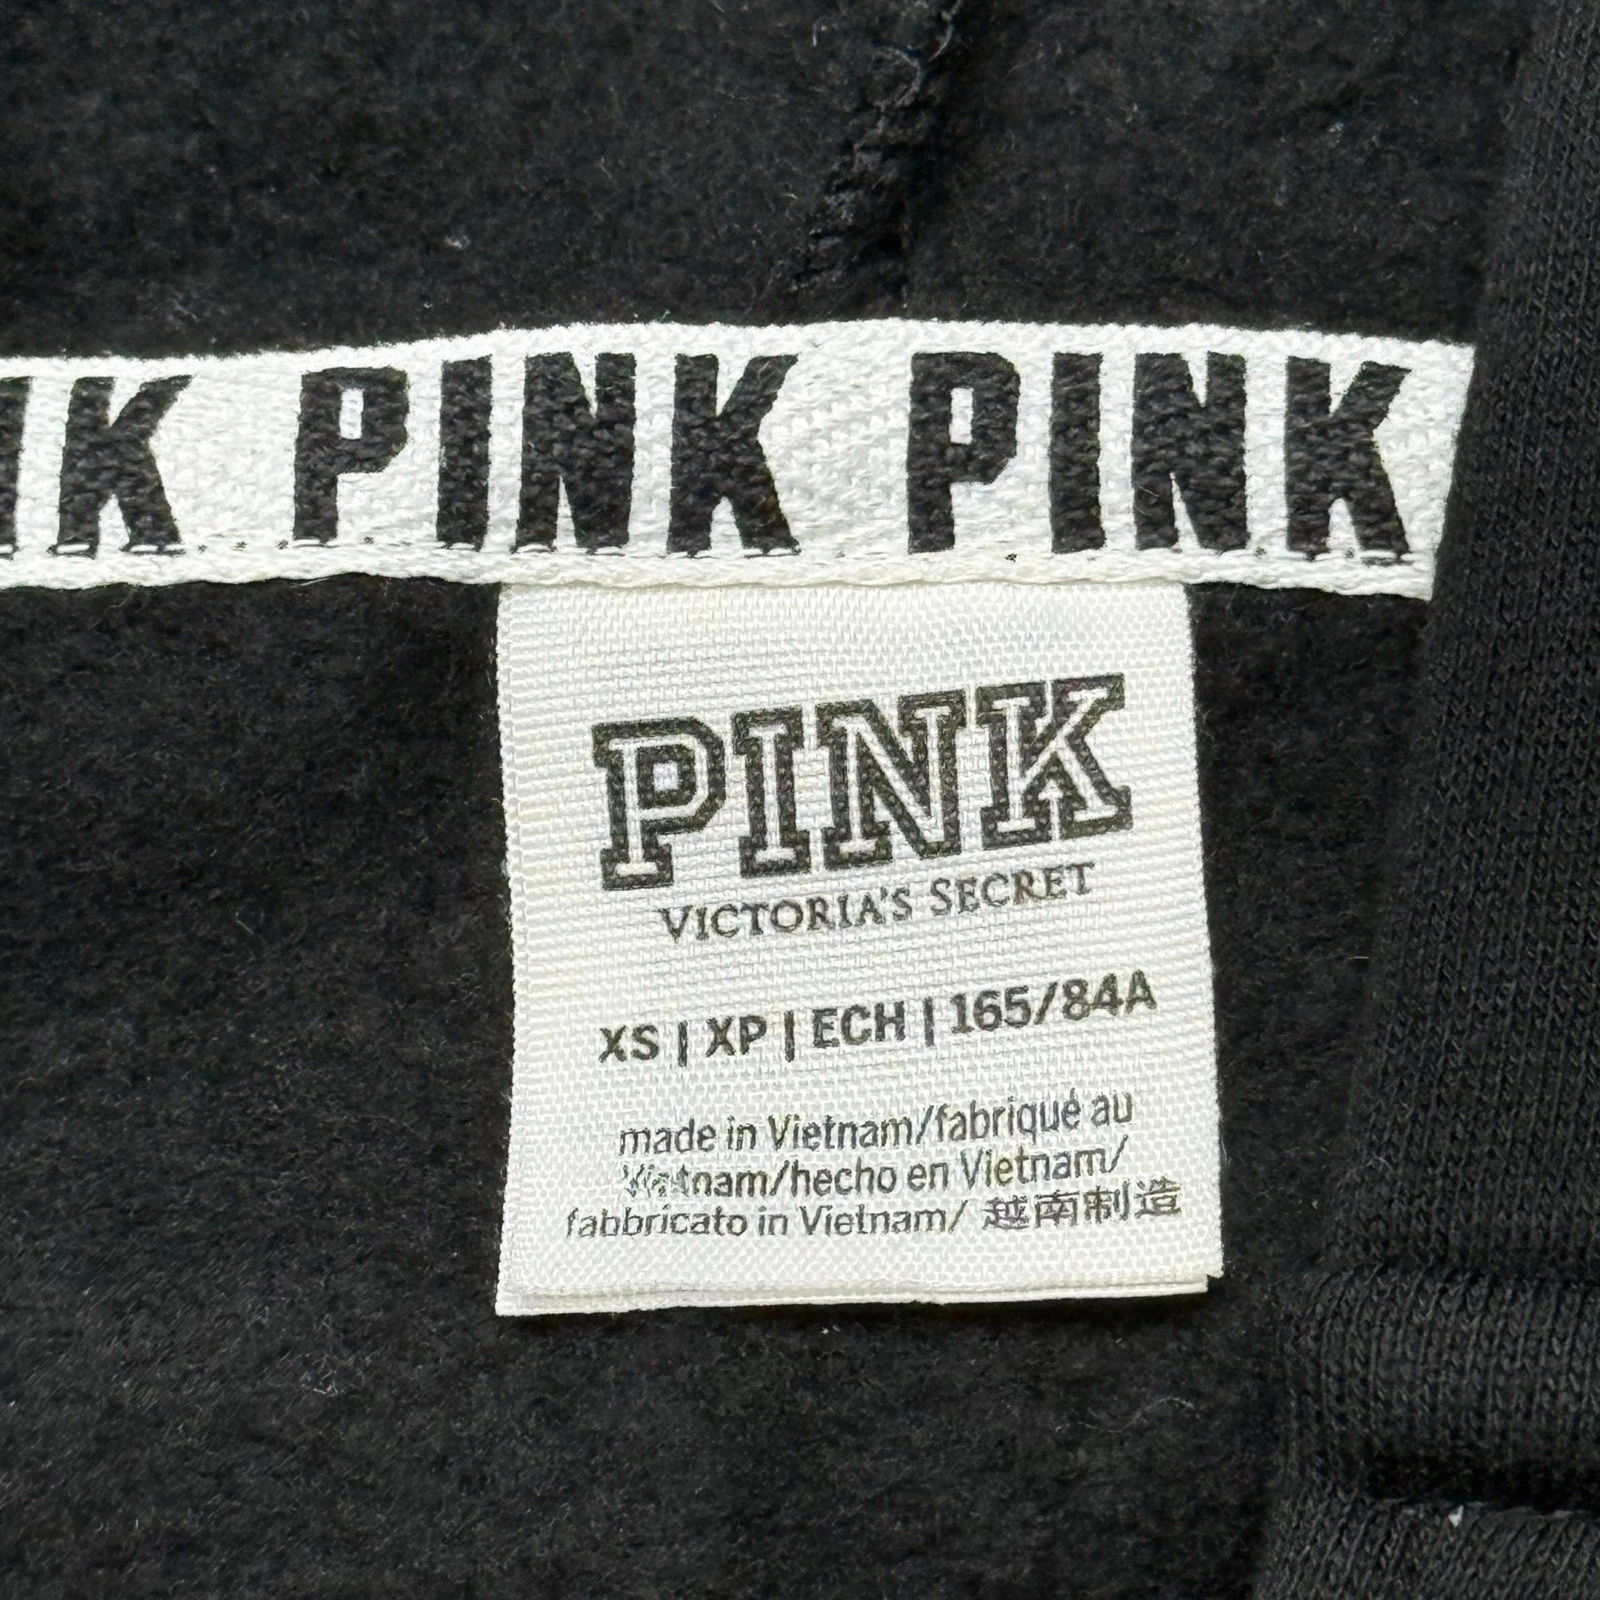 NK PINK PINK
PINK
VICTORIA'S SECRET
XS | XP | ECH | 165/84A
made in Vietnam/fabriqué au
Vietnam/hecho en Vietnam/
fabbricato in Vietnam/ 越南制造